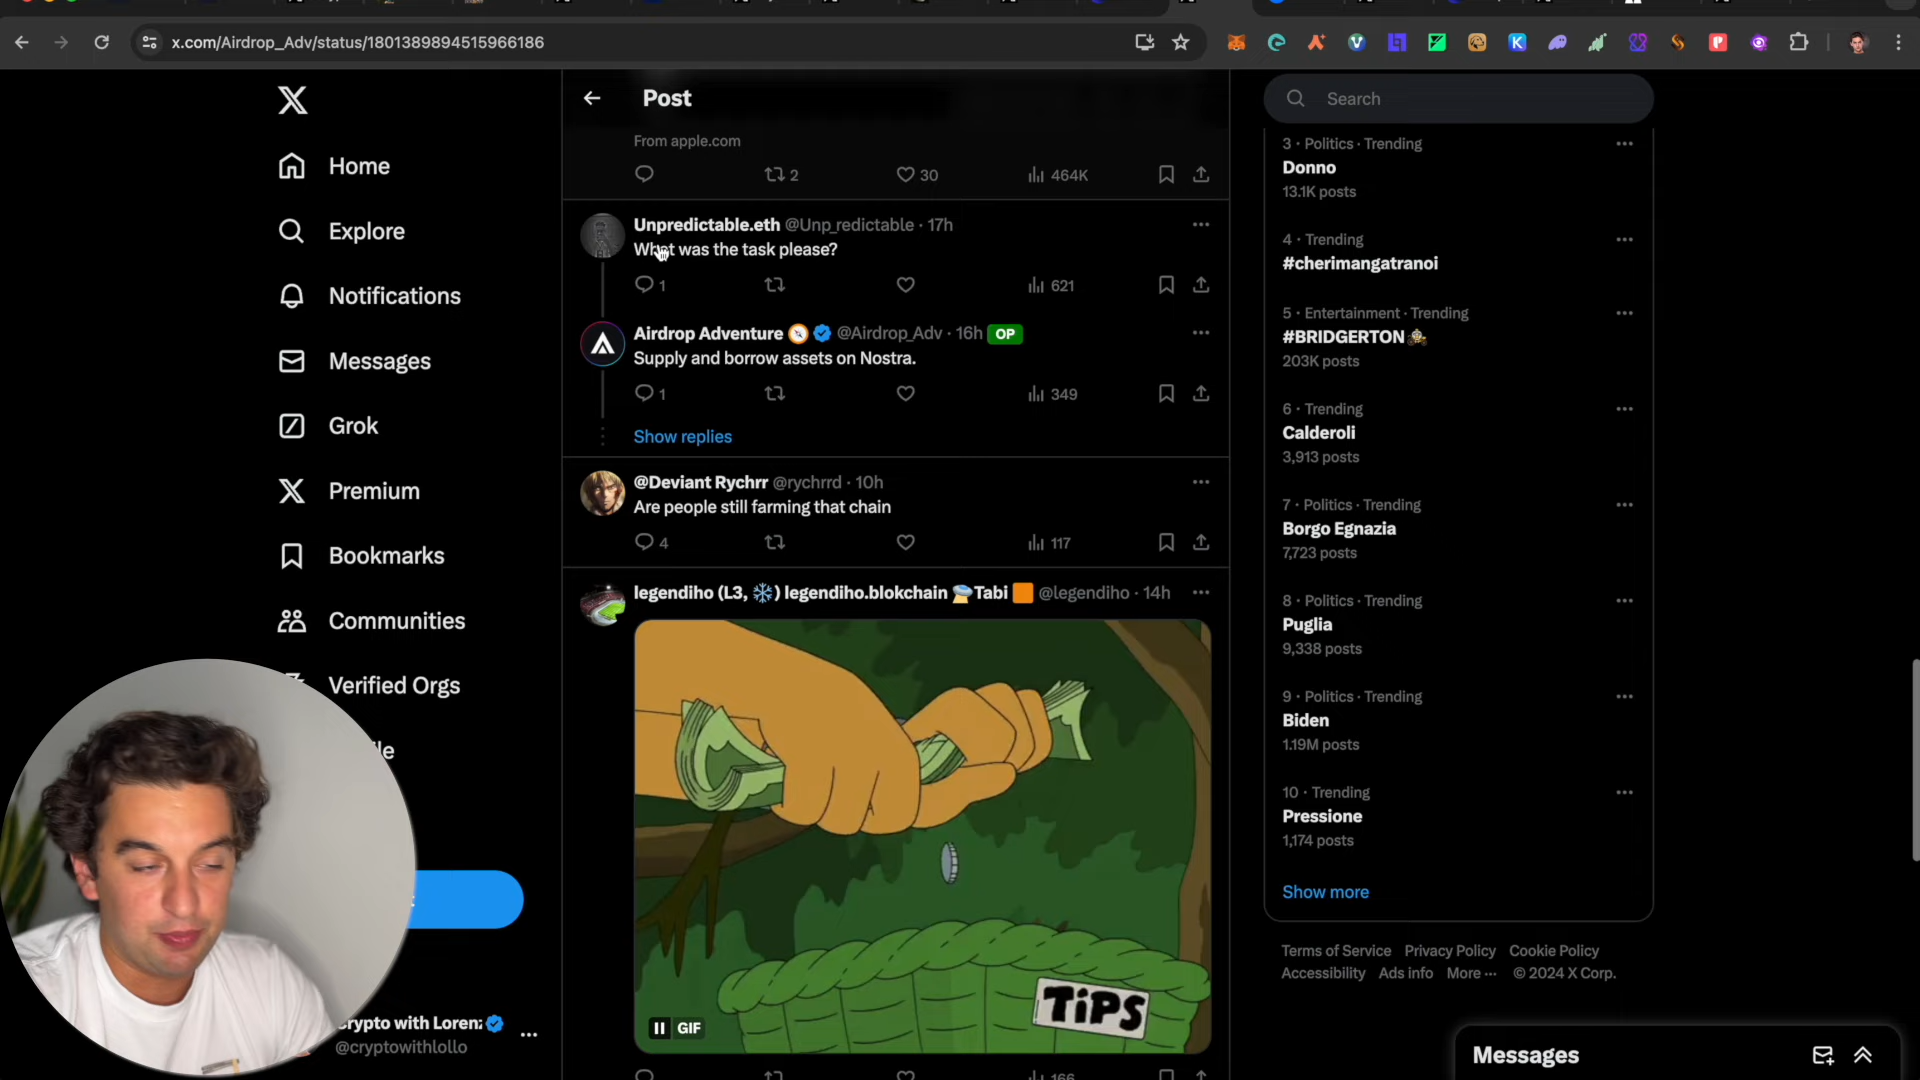 x.com/Airdrop_Adv/status/1801389894515966186
Home
Explore
Notifications
Messages
Grok
Premium
Bookmarks
Communities
Verified Orgs
Crypto with Loren
@cryptowithlollo
Post
From apple.com
2
30
464K
Unpredictable.eth @Unp_redictable · 17h
What was the task please?
1
621
Airdrop Adventure @Airdrop_Adv · 16h OP
Supply and borrow assets on Nostra.
1
349
Show replies
@Deviant Rychrr @rychrrd · 10h
Are people still farming that chain
4
117
legendiho (L3, ❄️) legendiho.blokchain Tabi 🟧 @legendiho · 14h
TiPS
GIF
166
Search
3 · Politics · Trending
Donno
13.1K posts
4 · Trending
#cherimangatranoi
5 · Entertainment · Trending
#BRIDGERTON
203K posts
6 · Trending
Calderoli
3,913 posts
7 · Politics · Trending
Borgo Egnazia
7,723 posts
8 · Politics · Trending
Puglia
9,338 posts
9 · Politics · Trending
Biden
1.19M posts
10 · Trending
Pressione
1,174 posts
Show more
Terms of Service Privacy Policy Cookie Policy
Accessibility Ads info More ··· © 2024 X Corp.
Messages